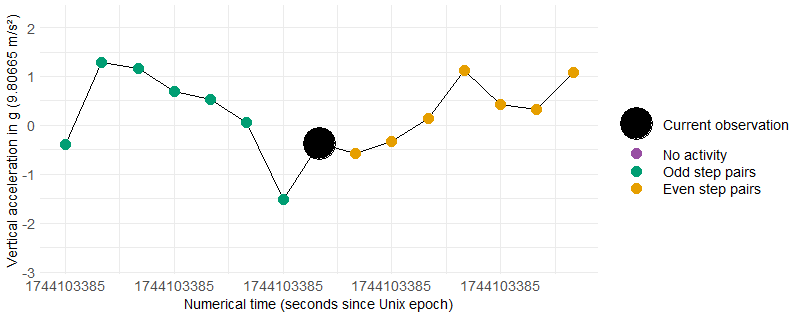 Vertical acceleration in g (9.80665 m/s²)
2
1
0
-1
-2
-3
1744103385 1744103385 1744103385 1744103385 1744103385
Numerical time (seconds since Unix epoch)
Current observation
No activity
Odd step pairs
Even step pairs